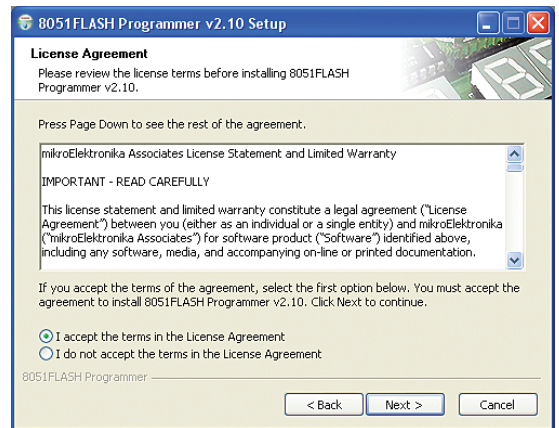 8051FLASH Programmer v2.10 Setup
License Agreement
Please review the license terms before installing 8051FLASH
Programmer v2.10.
Press Page Down to see the rest of the agreement.
mikroElektronika Associates License Statement and Limited Warranty
IMPORTANT - READ CAREFULLY
This license statement and limited warranty constitute a legal agreement ("License
Agreement") between you (either as an individual or a single entity) and mikroElektronika
("mikroElektronika Associates") for software product ("Software") identified above,
including any software, media, and accompanying on-line or printed documentation.
If you accept the terms of the agreement, select the first option below. You must accept the
agreement to install 8051FLASH Programmer v2.10. Click Next to continue.
I accept the terms in the License Agreement
I do not accept the terms in the License Agreement
8051FLASH Programmer
< Back Next > Cancel